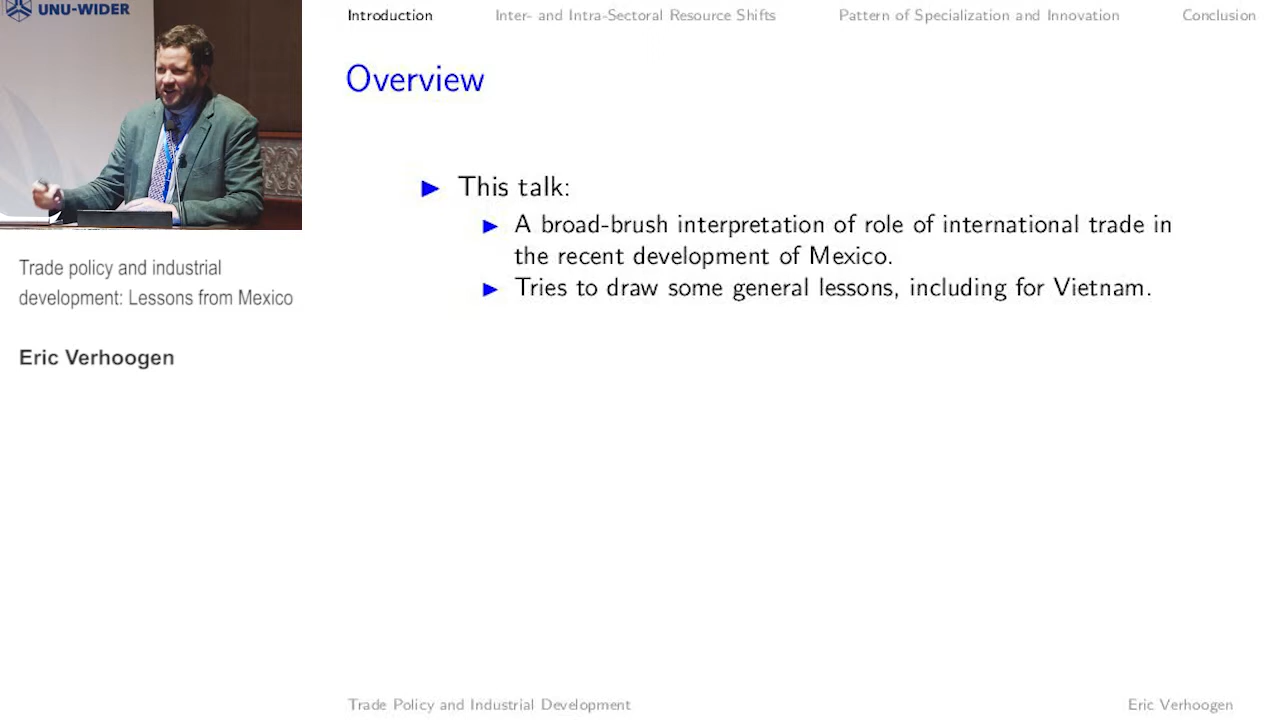 UNU-WIDER
Introduction Inter- and Intra-Sectoral Resource Shifts Pattern of Specialization and Innovation Conclusion
Overview
This talk:
A broad-brush interpretation of role of international trade in
the recent development of Mexico.
Tries to draw some general lessons, including for Vietnam.
Trade policy and industrial
development: Lessons from Mexico
Eric Verhoogen
Trade Policy and Industrial Development Eric Verhoogen